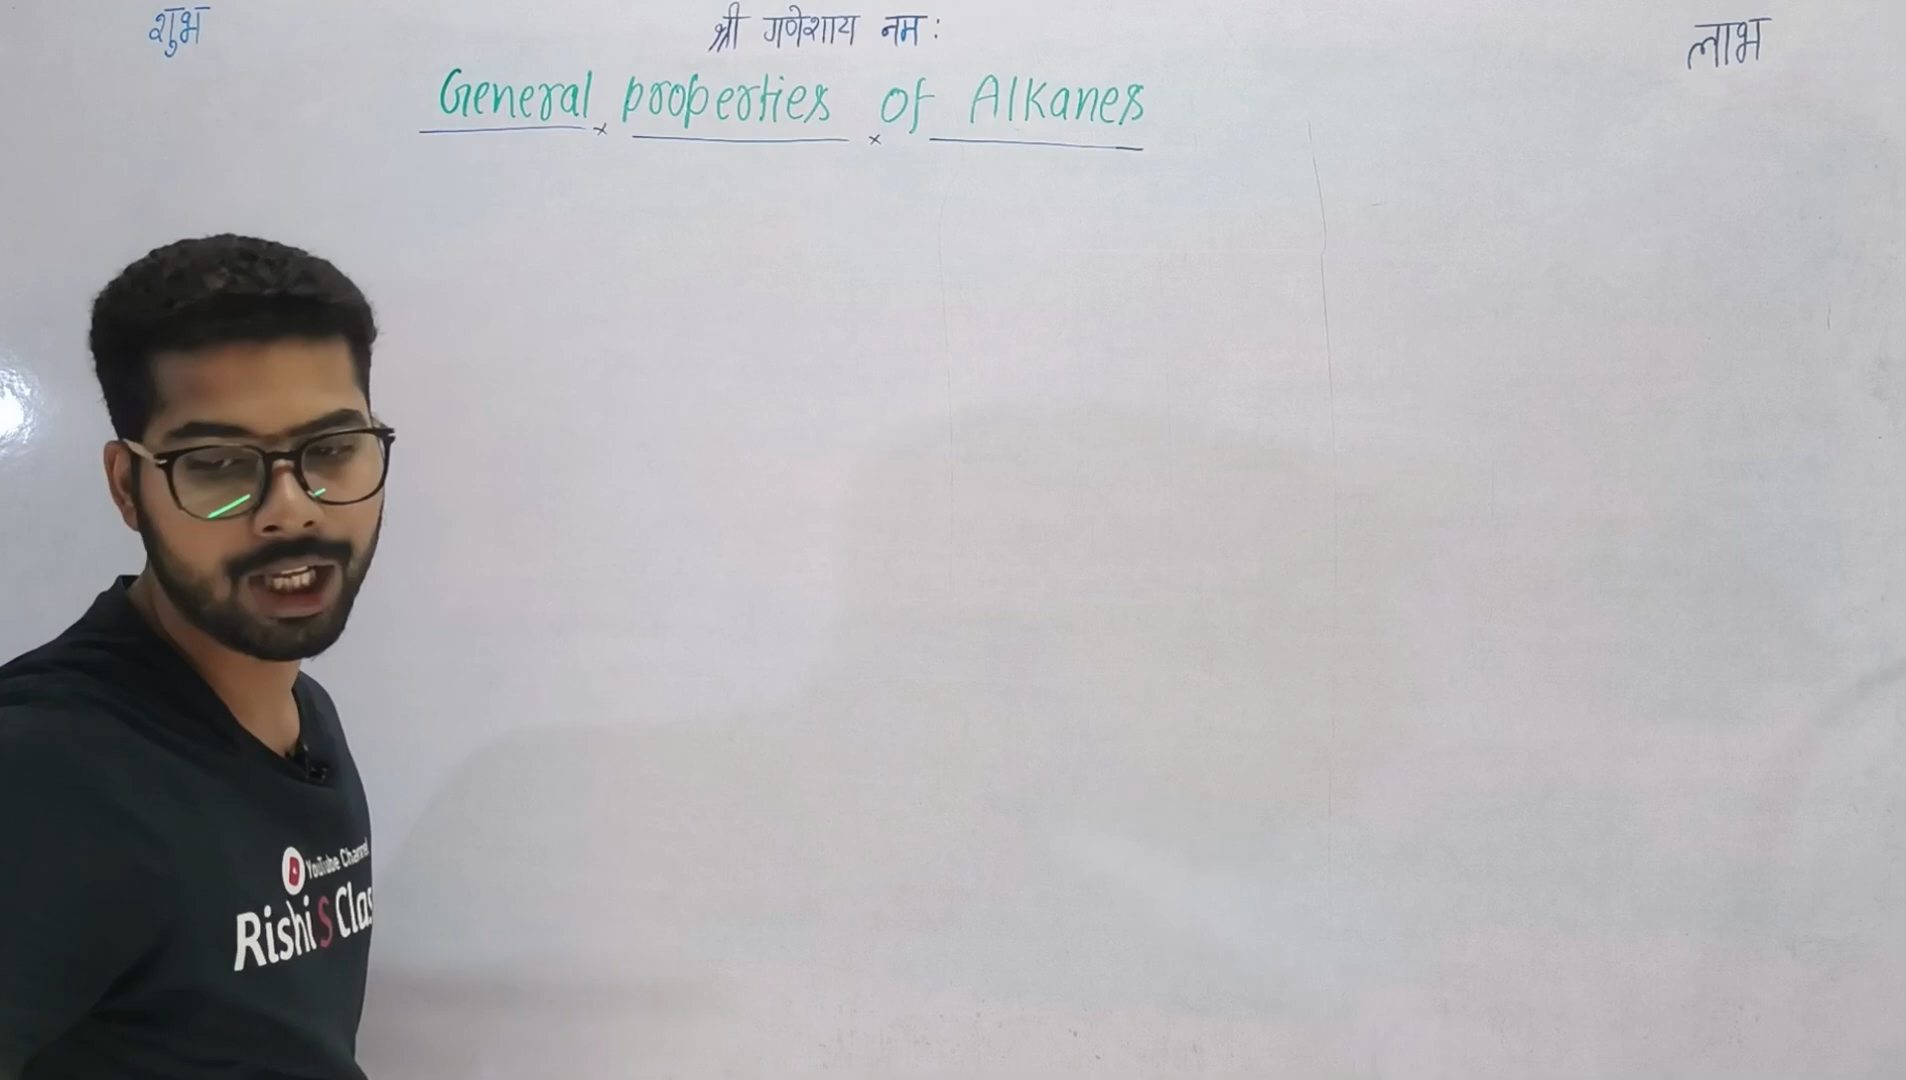 शुभ श्री गणेशाय नम: लाभ
General properties of Alkanes
YouTube Channel
Rishi S Clas